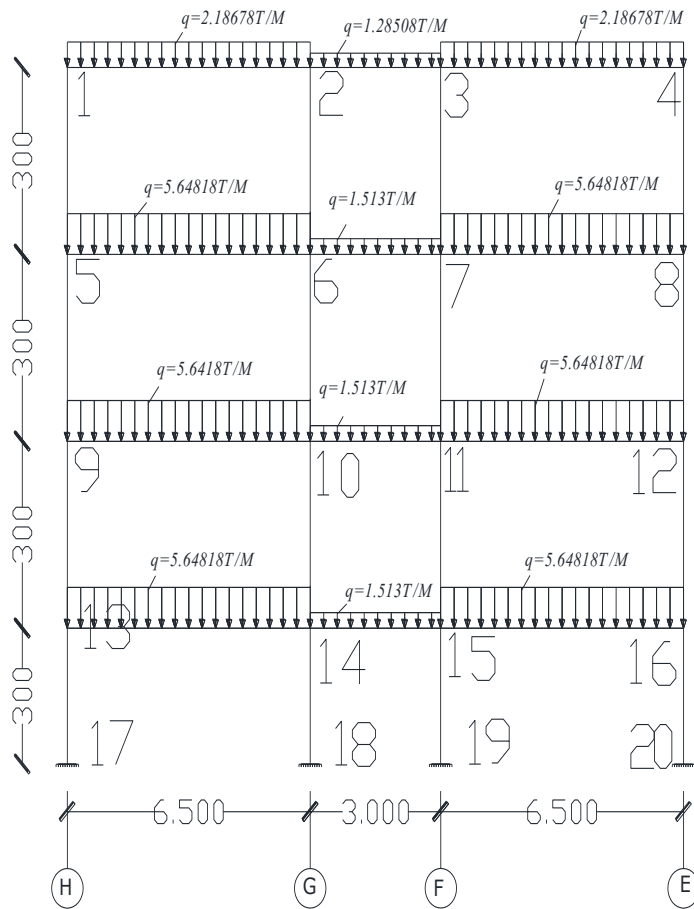 q=2.18678T/M q=1.28508T/M q=2.18678T/M
1 2 3 4
300
q=5.64818T/M q=1.513T/M q=5.64818T/M
5 6 7 8
300
q=5.6418T/M q=1.513T/M q=5.64818T/M
9 10 11 12
300
q=5.64818T/M q=1.513T/M q=5.64818T/M
13 14 15 16
300
17 18 19 20
6.500 3.000 6.500
H G F E